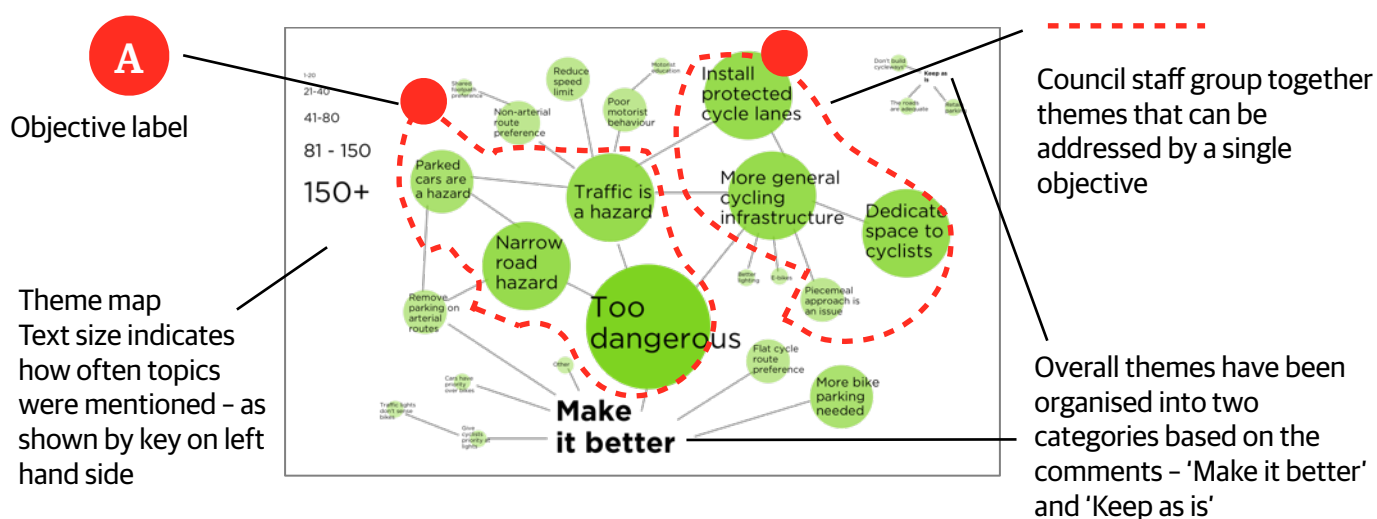 A
Objective label
Theme map
Text size indicates
how often topics
were mentioned – as
shown by key on left
hand side
1-20
21-40
41-80
81 - 150
150+
Shared
footpath
preference
Non-arterial
route
preference
Reduce
speed
limit
Motorist
education
Poor
motorist
behaviour
Install
protected
cycle lanes
Parked
cars are
a hazard
Traffic is
a hazard
More general
cycling
infrastructure
Dedicate
space to
cyclists
Narrow
road
hazard
Better
lighting
E-bikes
Piecemeal
approach is
an issue
Remove
parking on
arterial
routes
Too
dangerous
Other
Flat cycle
route
preference
Cars have
priority
over bikes
More bike
parking
needed
Traffic lights
don't sense
bikes
Give
cyclists
priority at
lights
Make
it better
Don't build
cycleways
Keep as
is
The roads
are adequate
Retain
parking
Council staff group together
themes that can be
addressed by a single
objective
Overall themes have been
organised into two
categories based on the
comments – 'Make it better'
and 'Keep as is'